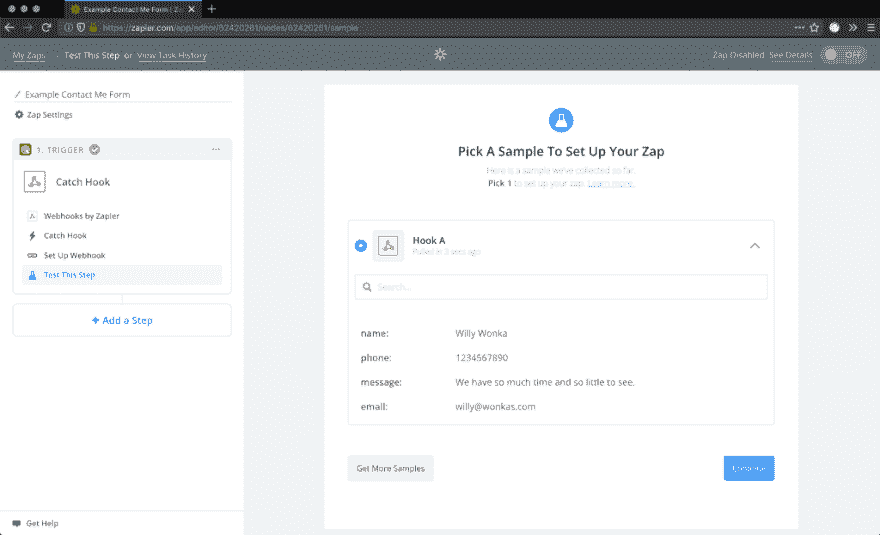 Example Contact Me Form | Z
https://zapier.com/app/editor/62420261/nodes/62420261/sample
My Zaps Test This Step or View Task History
Zap Disabled See Details OFF
Example Contact Me Form
Zap Settings
1. TRIGGER
Catch Hook
Webhooks by Zapier
Catch Hook
Set Up Webhook
Test This Step
+ Add a Step
Get Help
Pick A Sample To Set Up Your Zap
Here is a sample we've collected so far.
Pick 1 to set up your zap. Learn more.
Hook A
Pulled in 3 secs ago
Search...
name: Willy Wonka
phone: 1234567890
message: We have so much time and so little to see.
email: willy@wonkas.com
Get More Samples
Continue